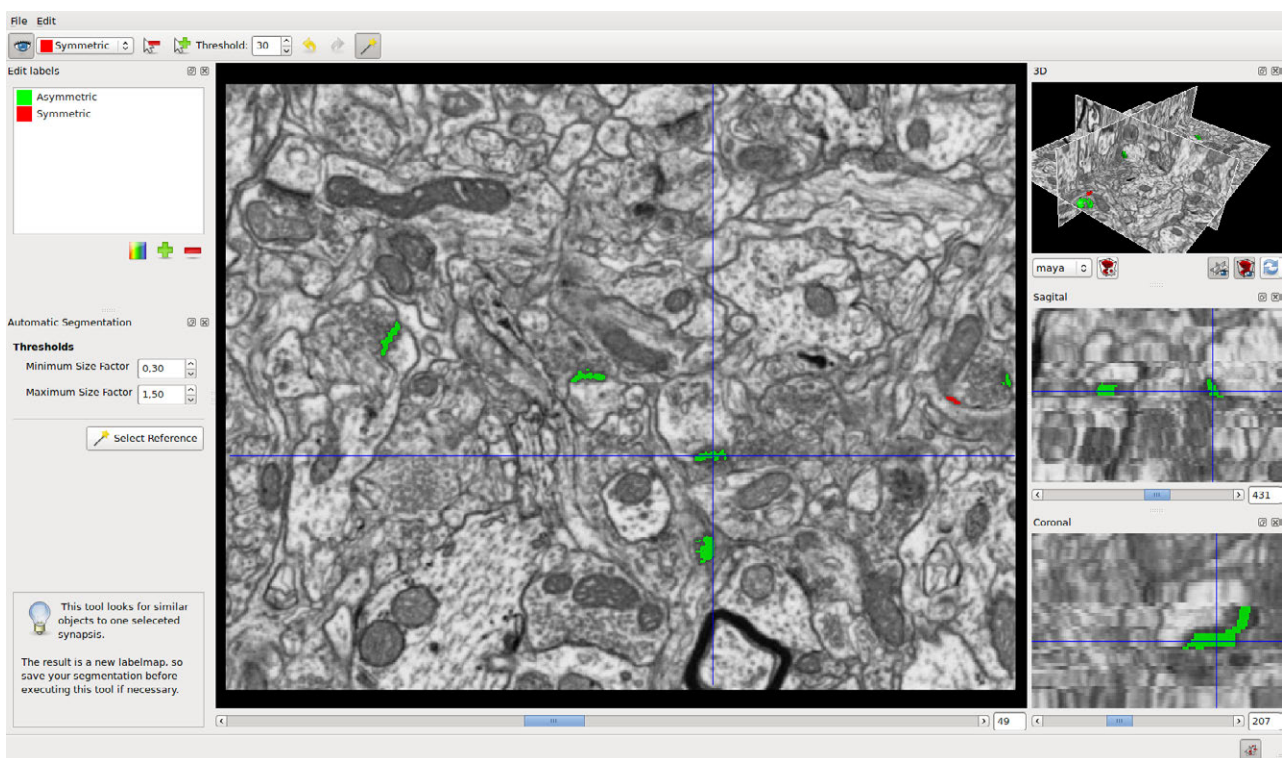 File Edit
Symmetric Threshold: 30
Edit labels
Asymmetric
Symmetric
Automatic Segmentation
Thresholds
Minimum Size Factor 0,30
Maximum Size Factor 1,50
Select Reference
This tool looks for similar
objects to one seleceted
synapsis.
The result is a new labelmap, so
save your segmentation before
executing this tool if necessary.
49
3D
maya
Sagital
431
Coronal
207